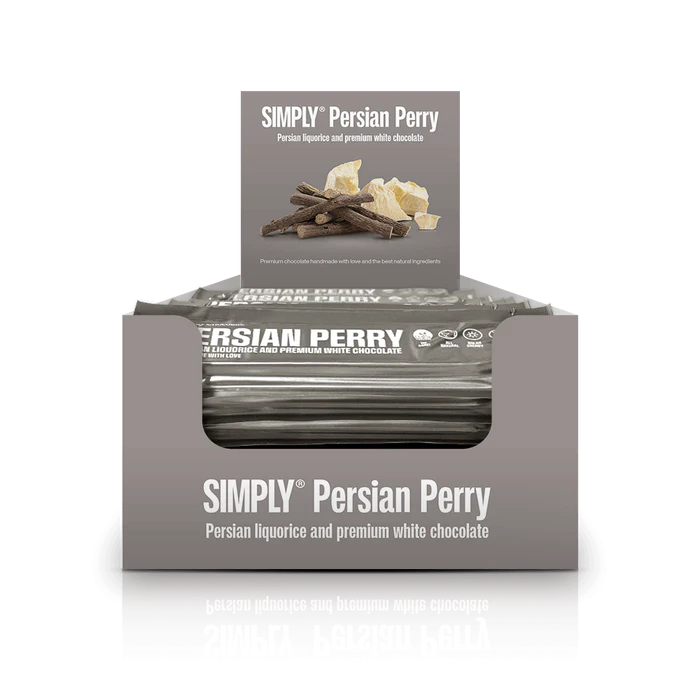 SIMPLY® Persian Perry
Persian liquorice and premium white chocolate
Premium chocolate handmade with love and the best natural ingredients
ERSIAN PERRY
PERSIAN PERRY
LIQUORICE AND PREMIUM WHITE CHOCOLATE
WITH LOVE
SIMPLY® Persian Perry
Persian liquorice and premium white chocolate